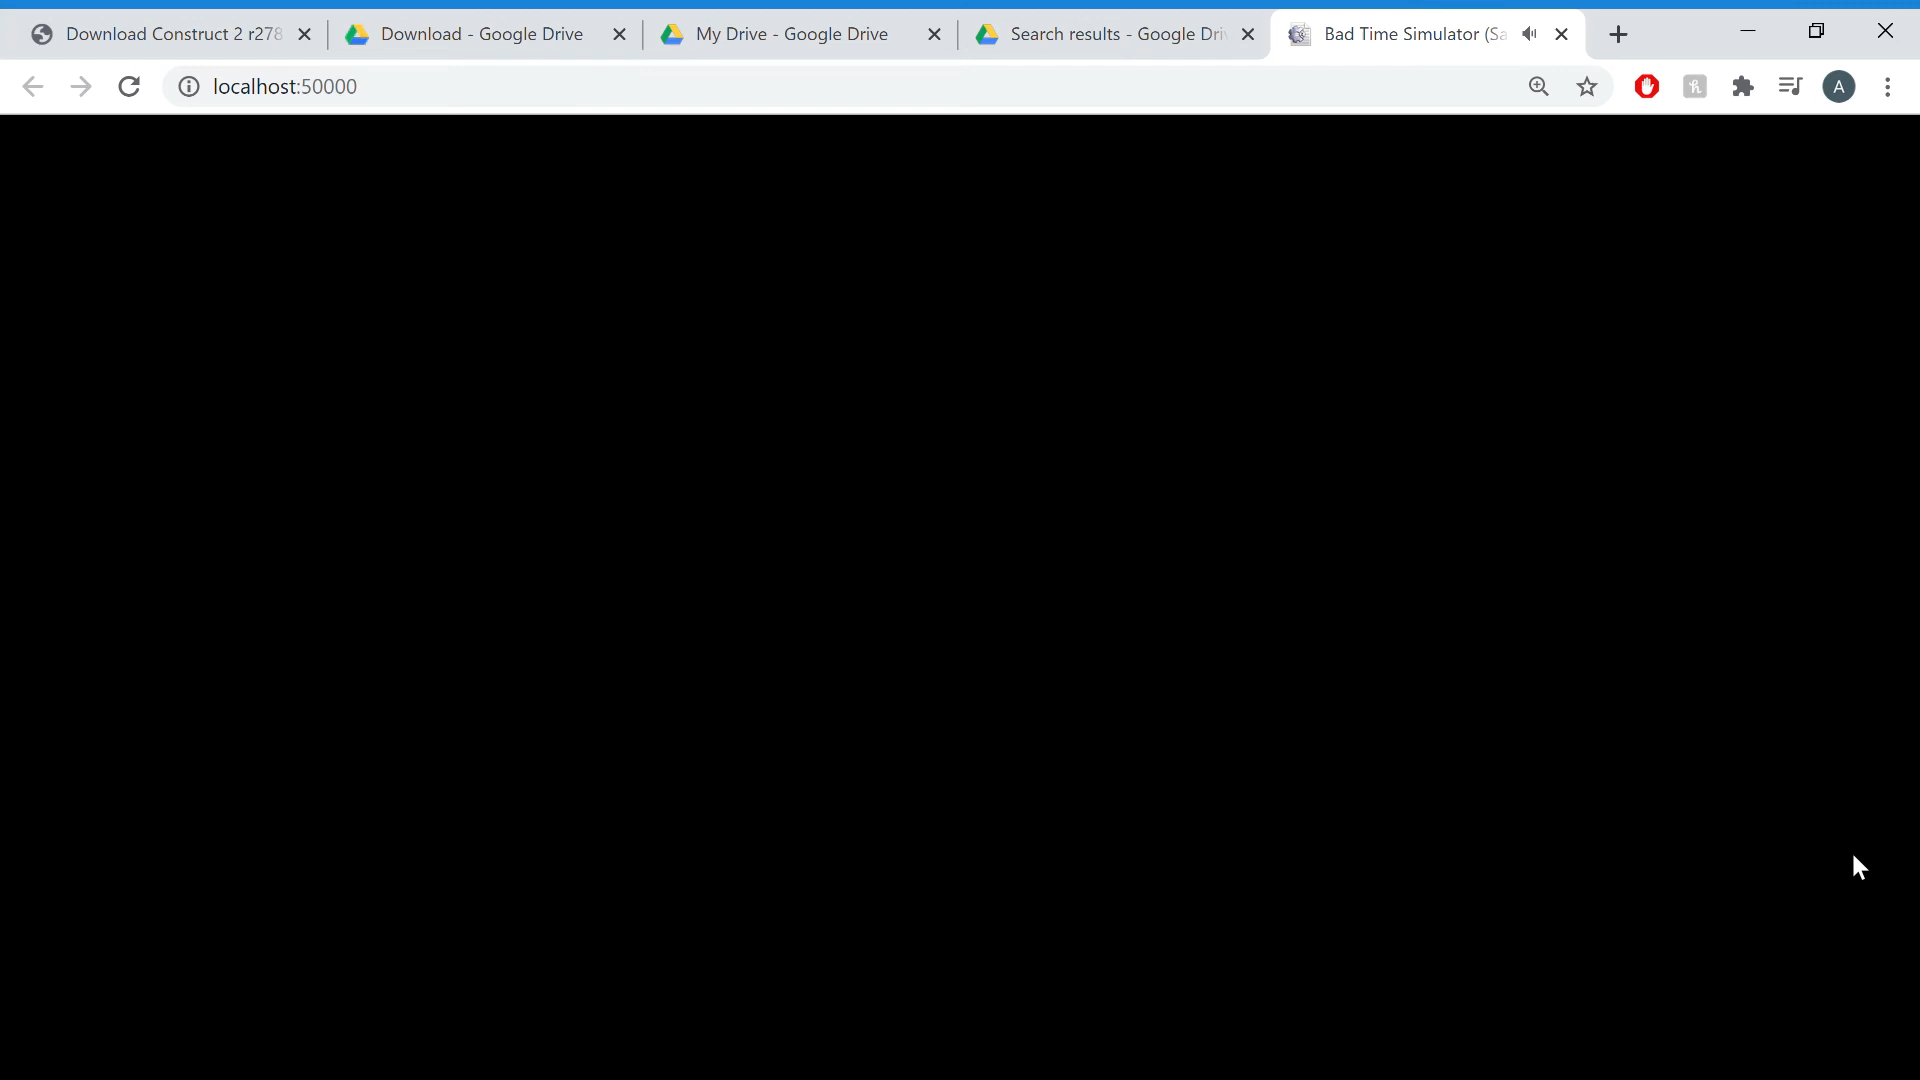 Download Construct 2 r278
Download - Google Drive
My Drive - Google Drive
Search results - Google Dri
Bad Time Simulator (Sa
localhost:50000
A